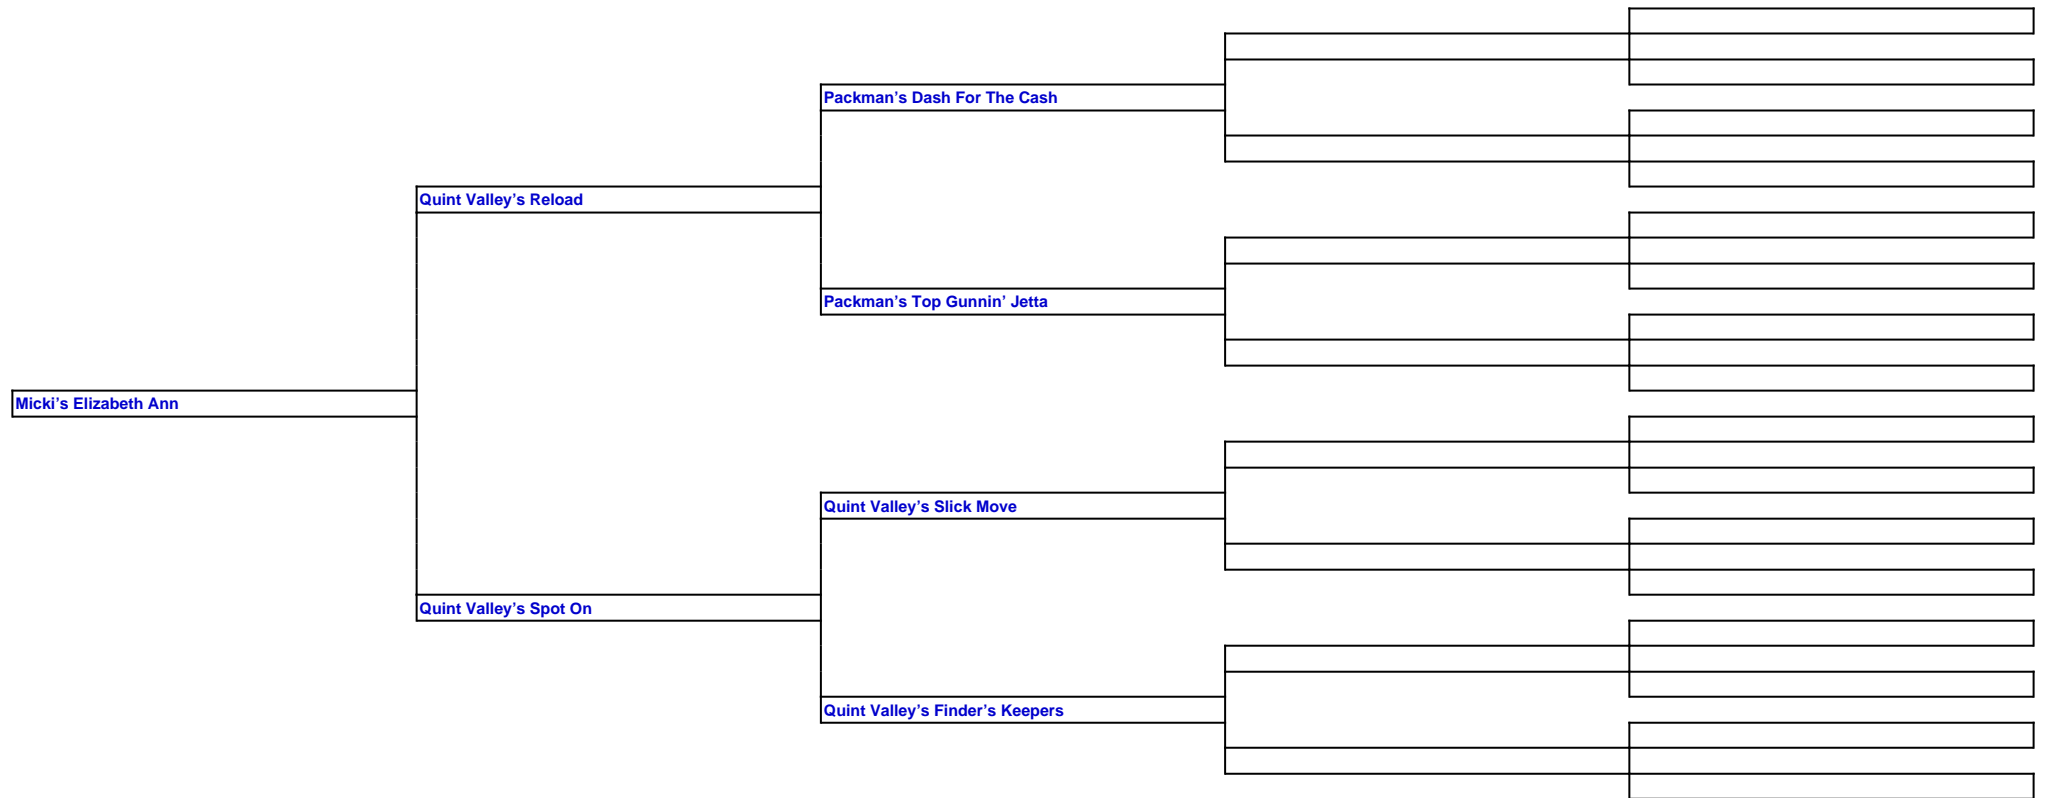 Packman’s Dash For The Cash
Quint Valley’s Reload
Packman’s Top Gunnin’ Jetta
Micki’s Elizabeth Ann
Quint Valley’s Slick Move
Quint Valley’s Spot On
Quint Valley’s Finder’s Keepers